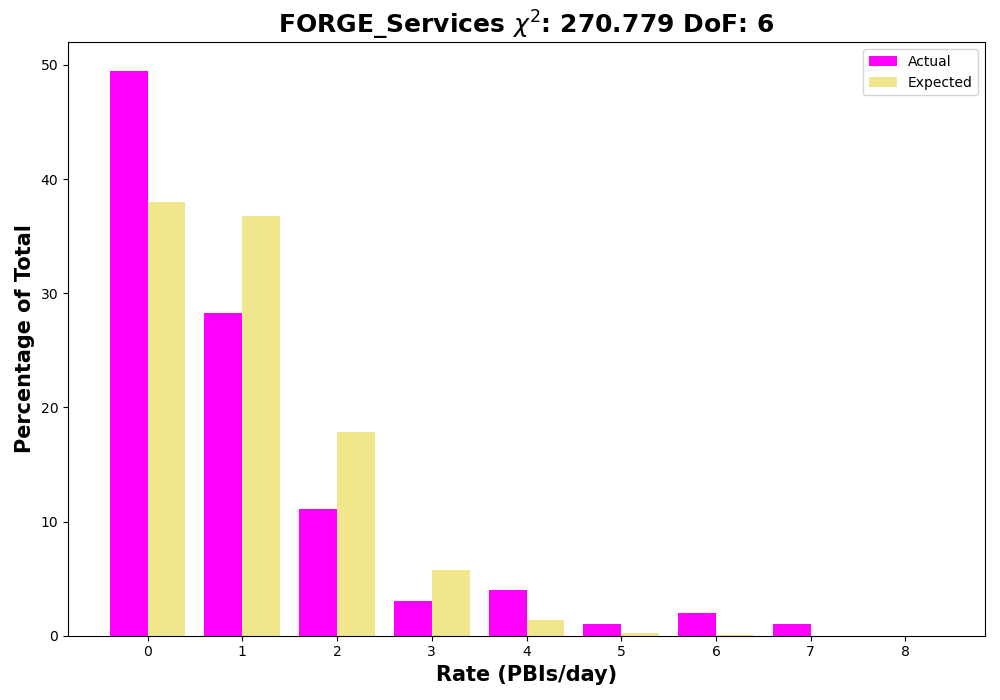 FORGE_Services χ²: 270.779 DoF: 6
Actual
Expected
Percentage of Total
50
40
30
20
10
0
0 1 2 3 4 5 6 7 8
Rate (PBIs/day)